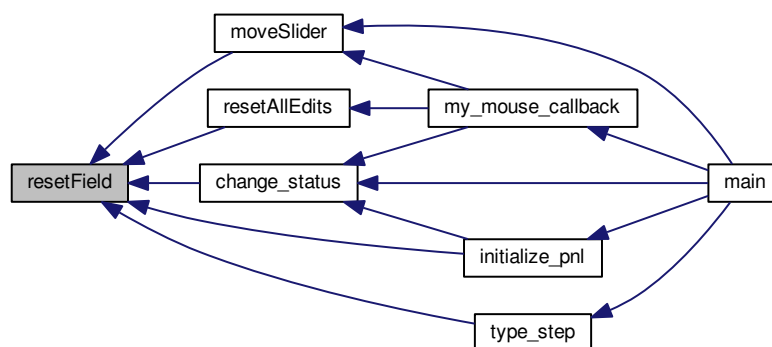 moveSlider
resetAllEdits
my_mouse_callback
resetField
change_status
main
initialize_pnl
type_step